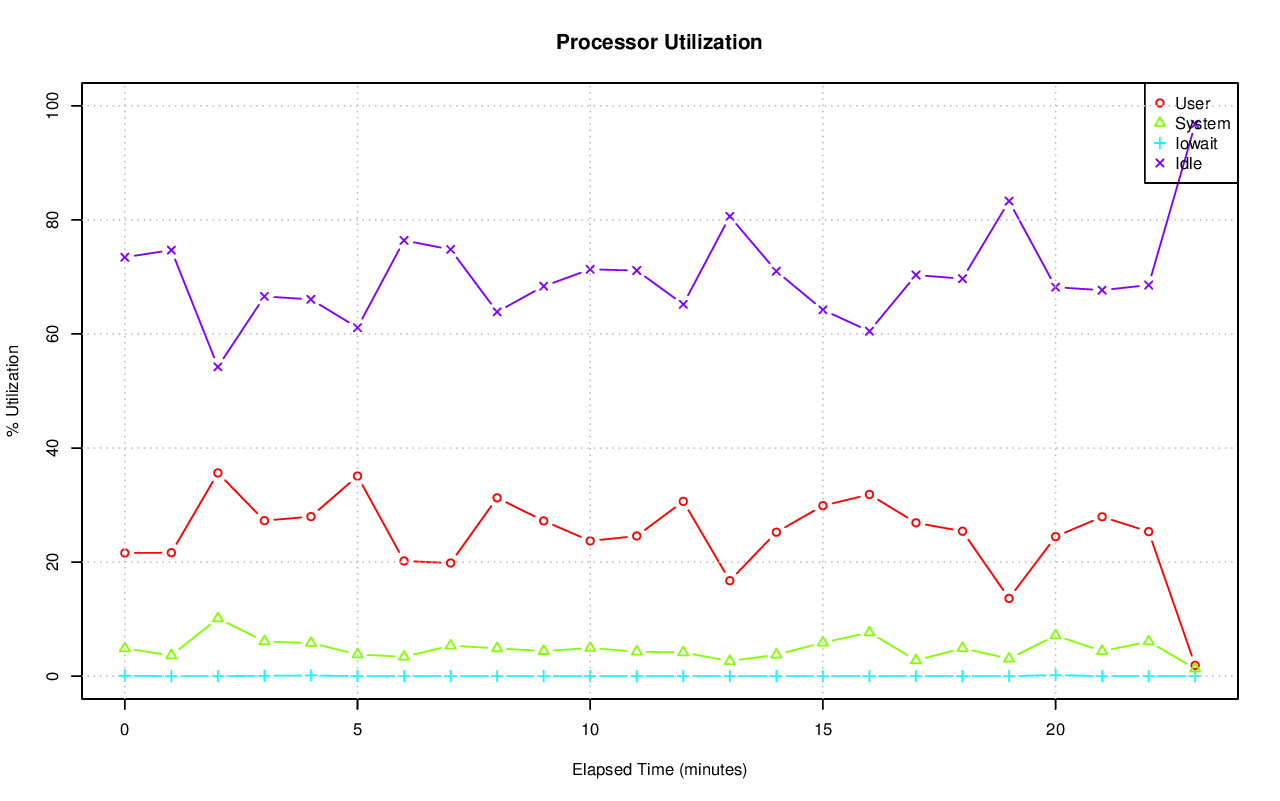 Processor Utilization
% Utilization
100
80
60
40
20
0
User
System
Iowait
Idle
0 5 10 15 20
Elapsed Time (minutes)